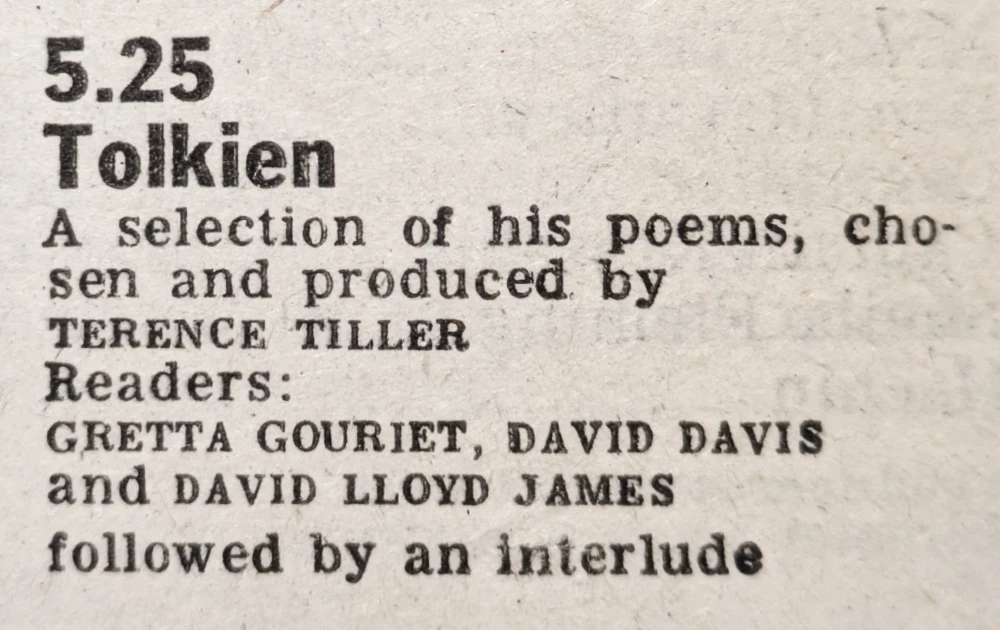 5.25
Tolkien
A selection of his poems, cho-
sen and produced by
TERENCE TILLER
Readers:
GRETTA GOURIET, DAVID DAVIS
and DAVID LLOYD JAMES
followed by an interlude